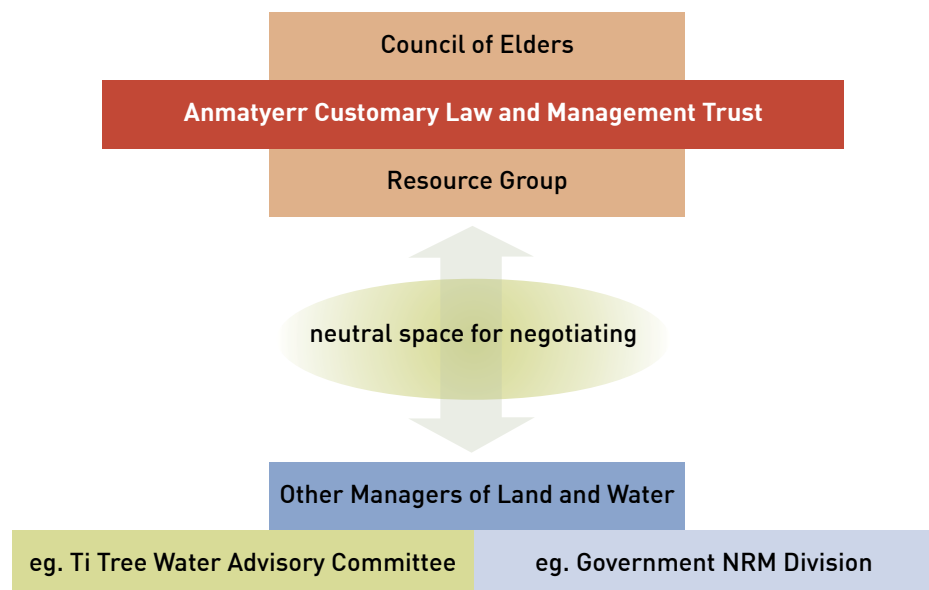 Council of Elders
Anmatyerr Customary Law and Management Trust
Resource Group
neutral space for negotiating
Other Managers of Land and Water
eg. Ti Tree Water Advisory Committee
eg. Government NRM Division